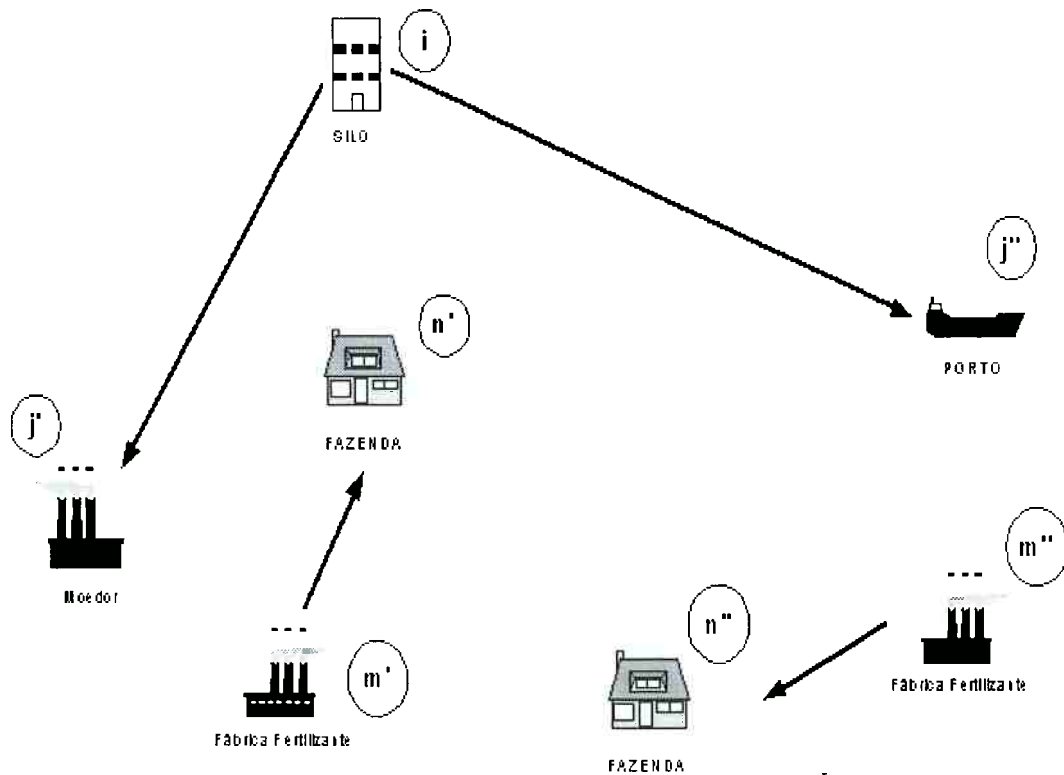 i
SILO
j''
PORTO
n'
FAZENDA
j'
Moedor
m''
Fábrica Fertilizante
n''
m'
Fábrica Fertilizante
FAZENDA